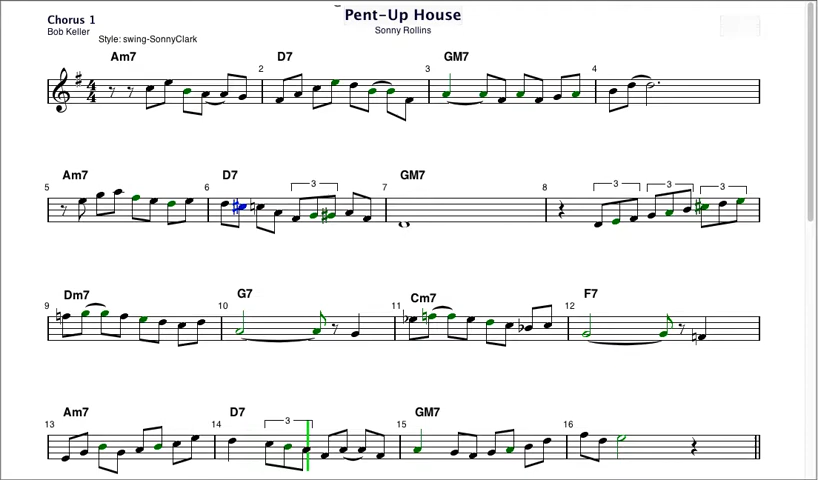 Pent-Up House
Chorus 1
Bob Keller
Sonny Rollins
Style: swing-SonnyClark
Am7 D7 GM7
4 4
2 3 4
Am7 D7 GM7
5 6 7 8
3 3 3 3
Dm7 G7 Cm7 F7
9 10 11 12
Am7 D7 GM7
13 14 15 16
3